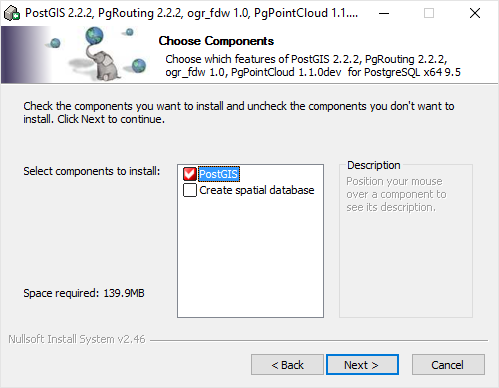 PostGIS 2.2.2, PgRouting 2.2.2, ogr_fdw 1.0, PgPointCloud 1.1....
Choose Components
Choose which features of PostGIS 2.2.2, PgRouting 2.2.2,
ogr_fdw 1.0, PgPointCloud 1.1.0dev for PostgreSQL x64 9.5
Check the components you want to install and uncheck the components you don't want to
install. Click Next to continue.
Select components to install:
PostGIS
Create spatial database
Description
Position your mouse
over a component to
see its description.
Space required: 139.9MB
Nullsoft Install System v2.46
< Back
Next >
Cancel